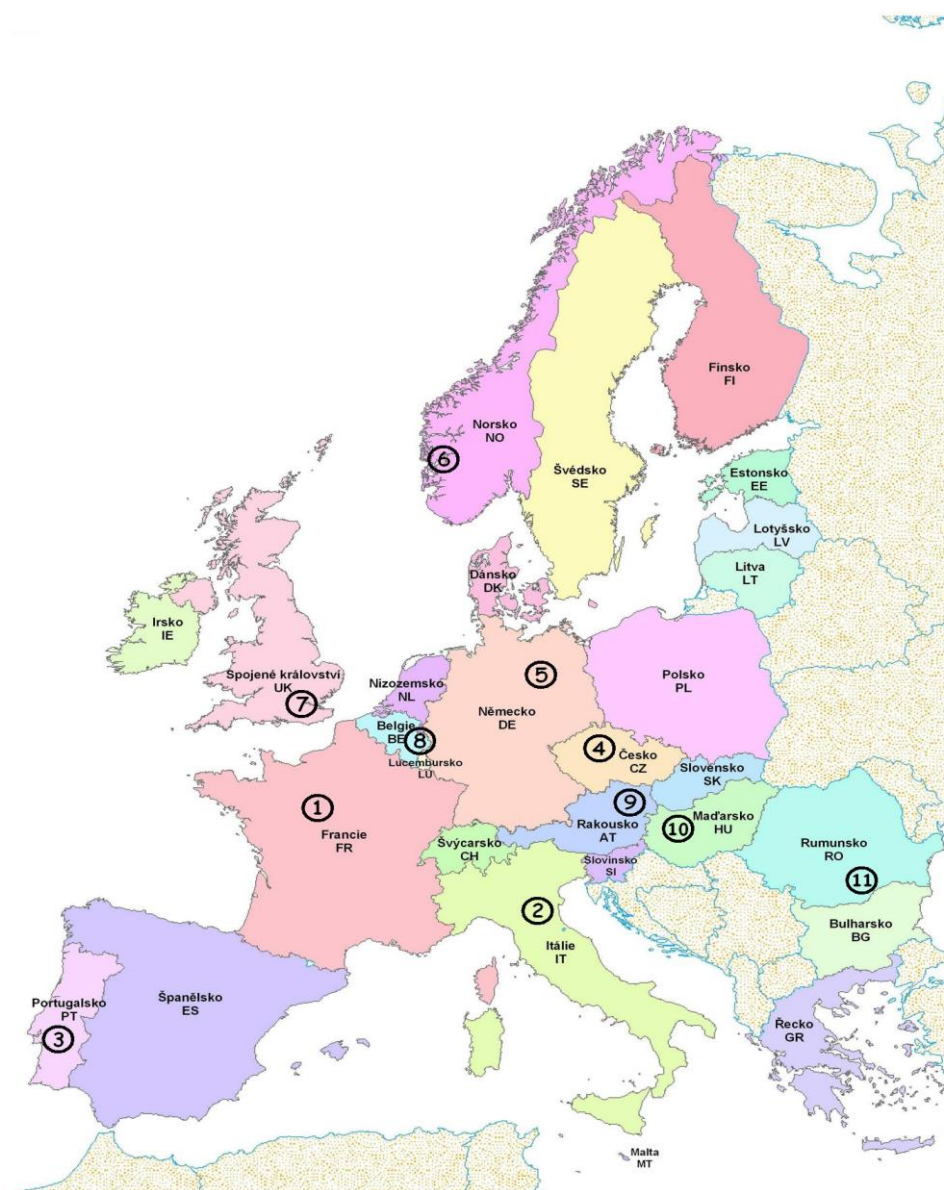 Finsko
FI
Norsko
NO
6
Švédsko
SE
Estonsko
EE
Lotyšsko
LV
Litva
LT
Dánsko
DK
Irsko
IE
Spojené království
UK
7
Nizozemsko
NL
5
Německo
DE
Polsko
PL
Belgie
BE
8
Lucembursko
LU
4
Česko
CZ
Slovensko
SK
1
Francie
FR
9
Rakousko
AT
10
Maďarsko
HU
Švýcarsko
CH
Slovinsko
SI
Rumunsko
RO
11
2
Itálie
IT
Bulharsko
BG
Portugalsko
PT
3
Španělsko
ES
Řecko
GR
Malta
MT